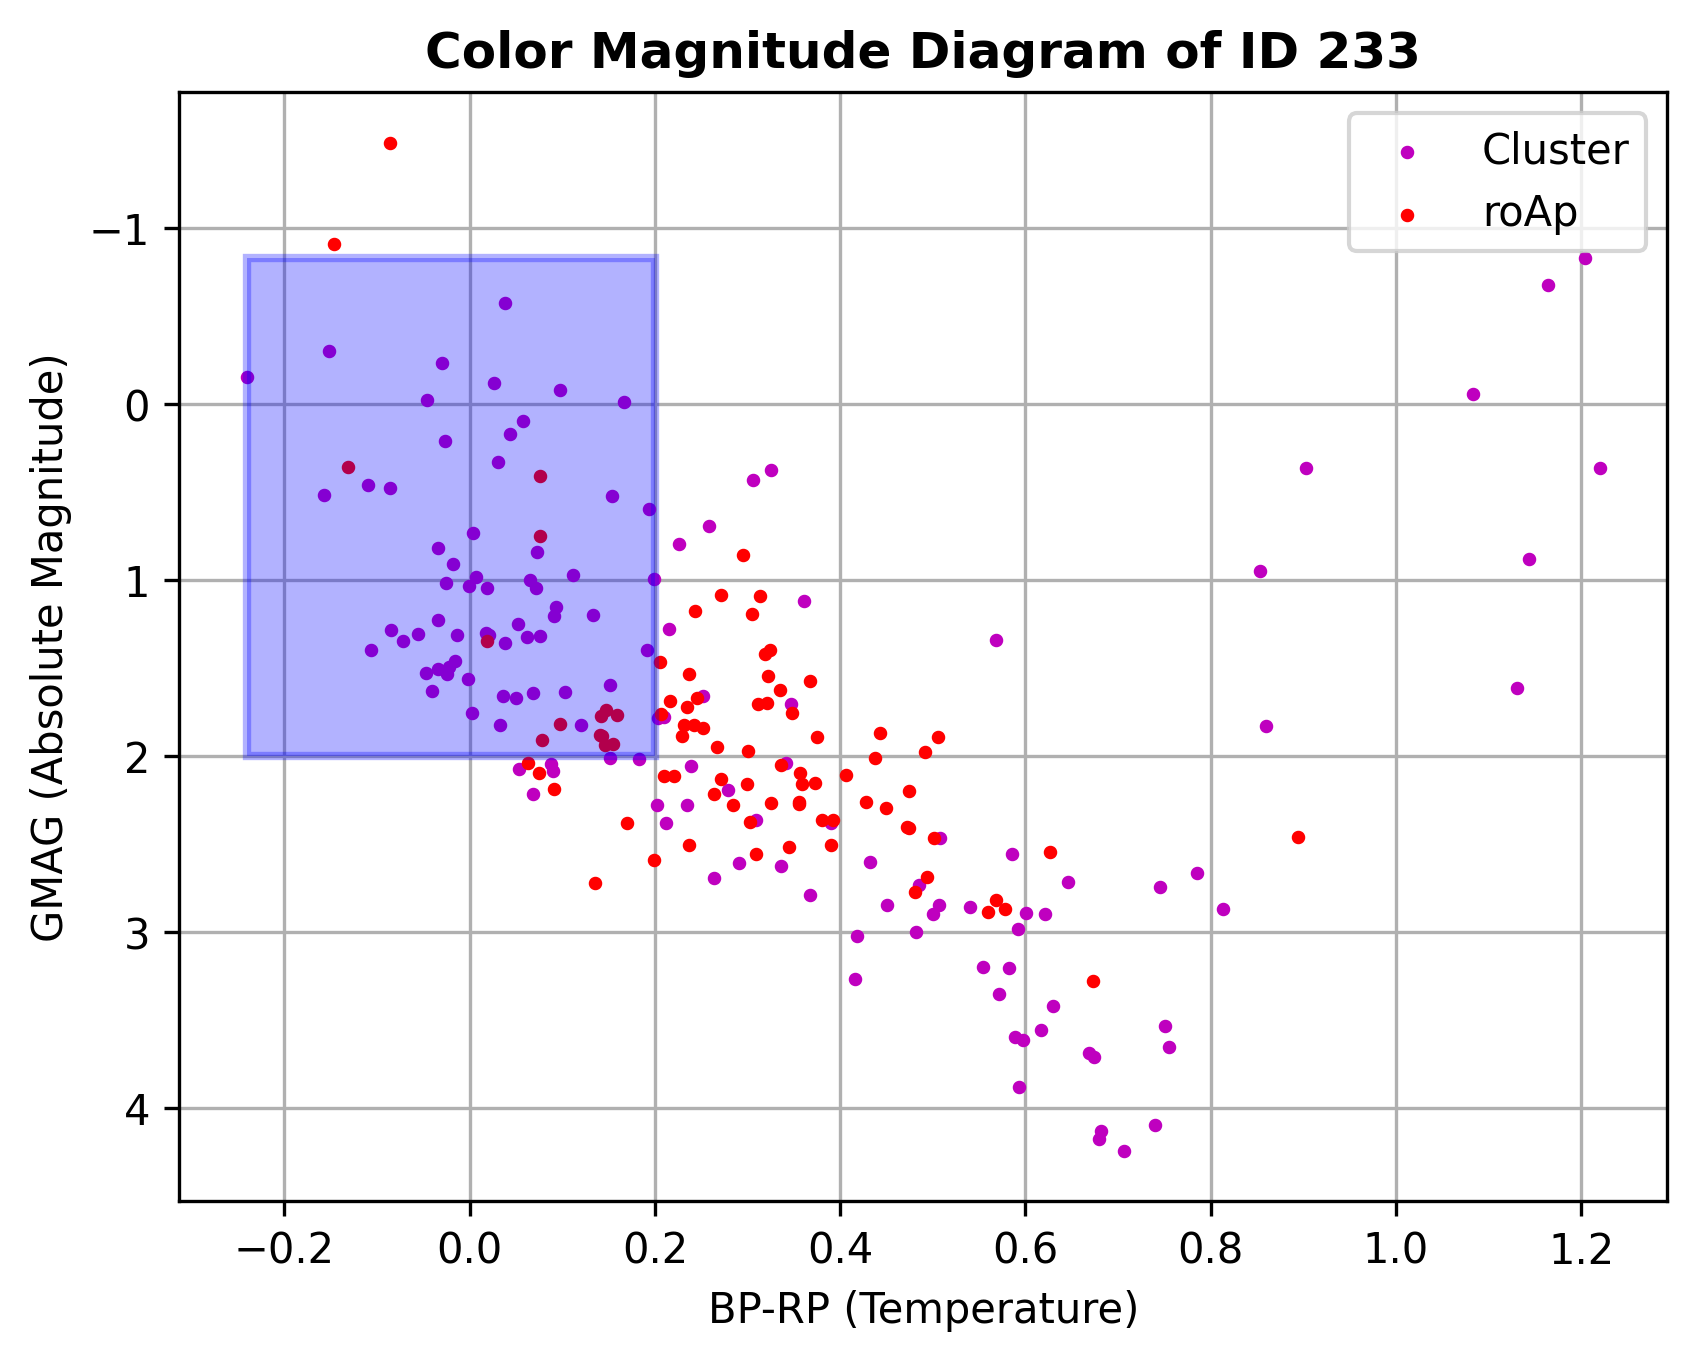 Color Magnitude Diagram of ID 233
Cluster
roAp
−1
0
1
2
3
4
GMAG (Absolute Magnitude)
−0.2 0.0 0.2 0.4 0.6 0.8 1.0 1.2
BP-RP (Temperature)